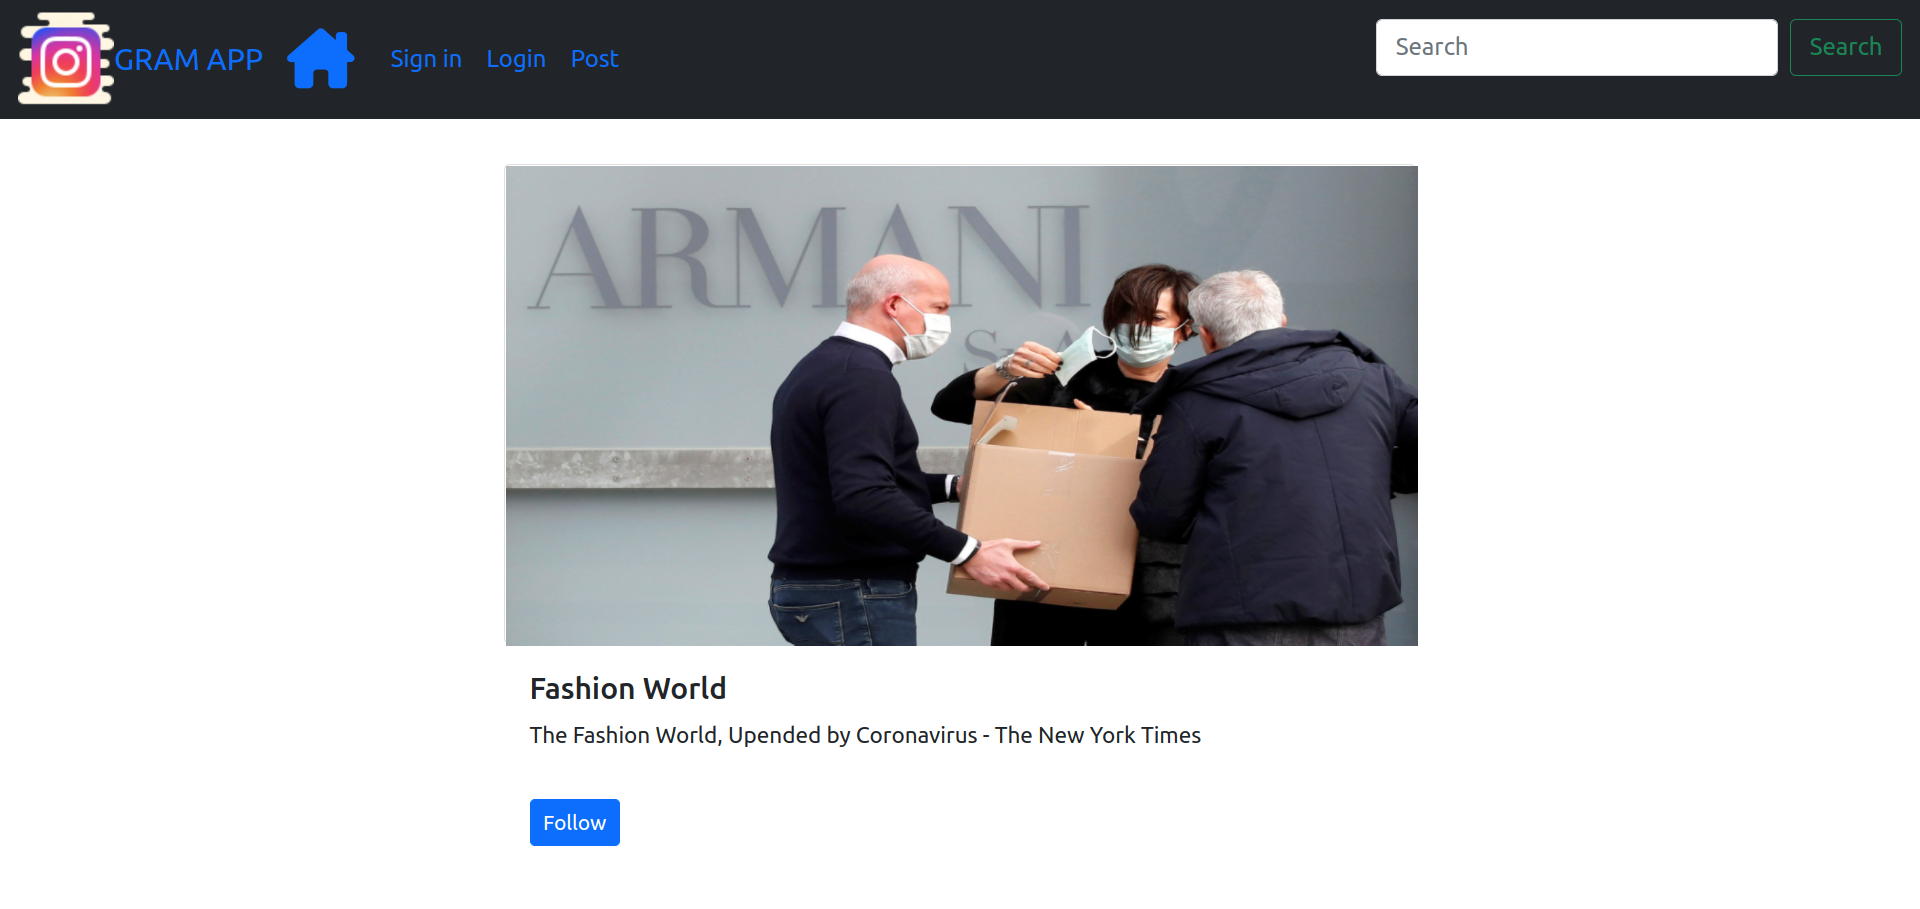 GRAM APP
Sign in
Login
Post
Search
Search
ARMANI
S.A
Fashion World
The Fashion World, Upended by Coronavirus - The New York Times
Follow